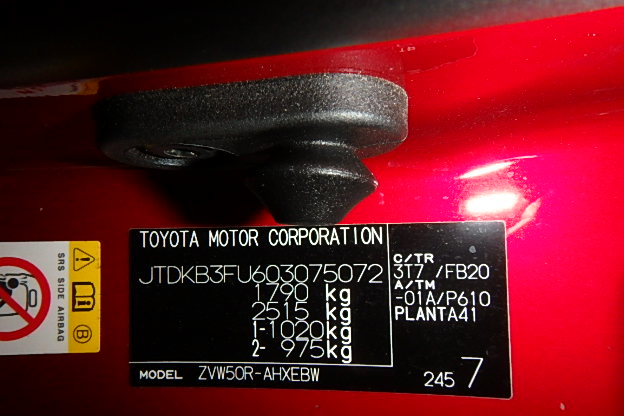 TOYOTA MOTOR CORPORATION
JTDKB3FU603075072
1790 kg
2515 kg
1-1020kg
2- 975kg
C/TR
3T7 /FB20
A/TM
-01A/P610
PLANTA41
MODEL ZVW50R-AHXEBW
245 7
SRS SIDE AIRBAG
B